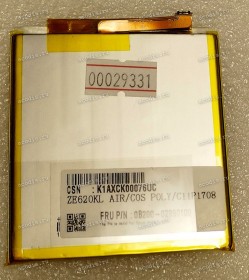 00029331
CSN : K1AXCK00076UC
ZE620KL AIR/COS POLY/C11P1708
FRU P/N :